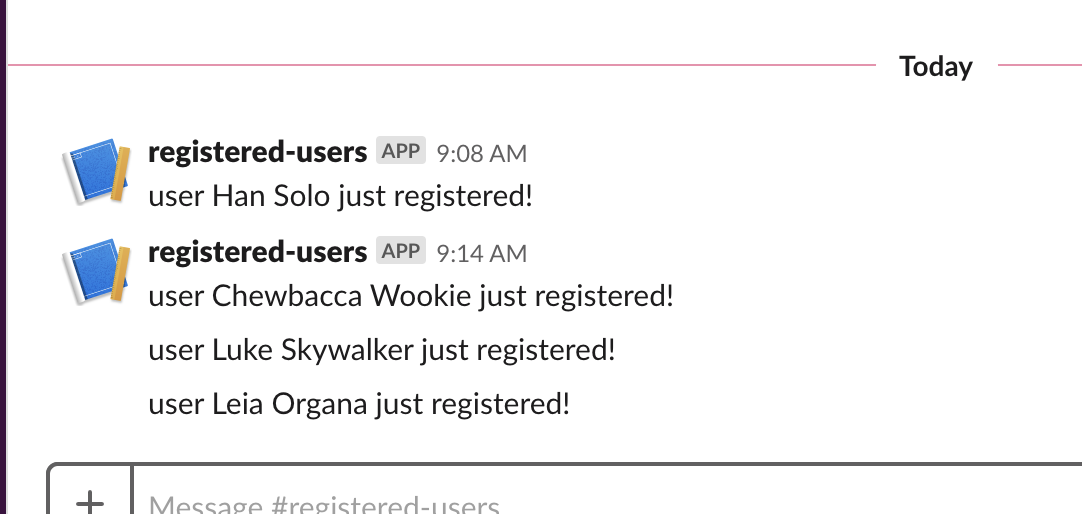 Today
registered-users APP 9:08 AM
user Han Solo just registered!
registered-users APP 9:14 AM
user Chewbacca Wookie just registered!
user Luke Skywalker just registered!
user Leia Organa just registered!
Message #registered-users